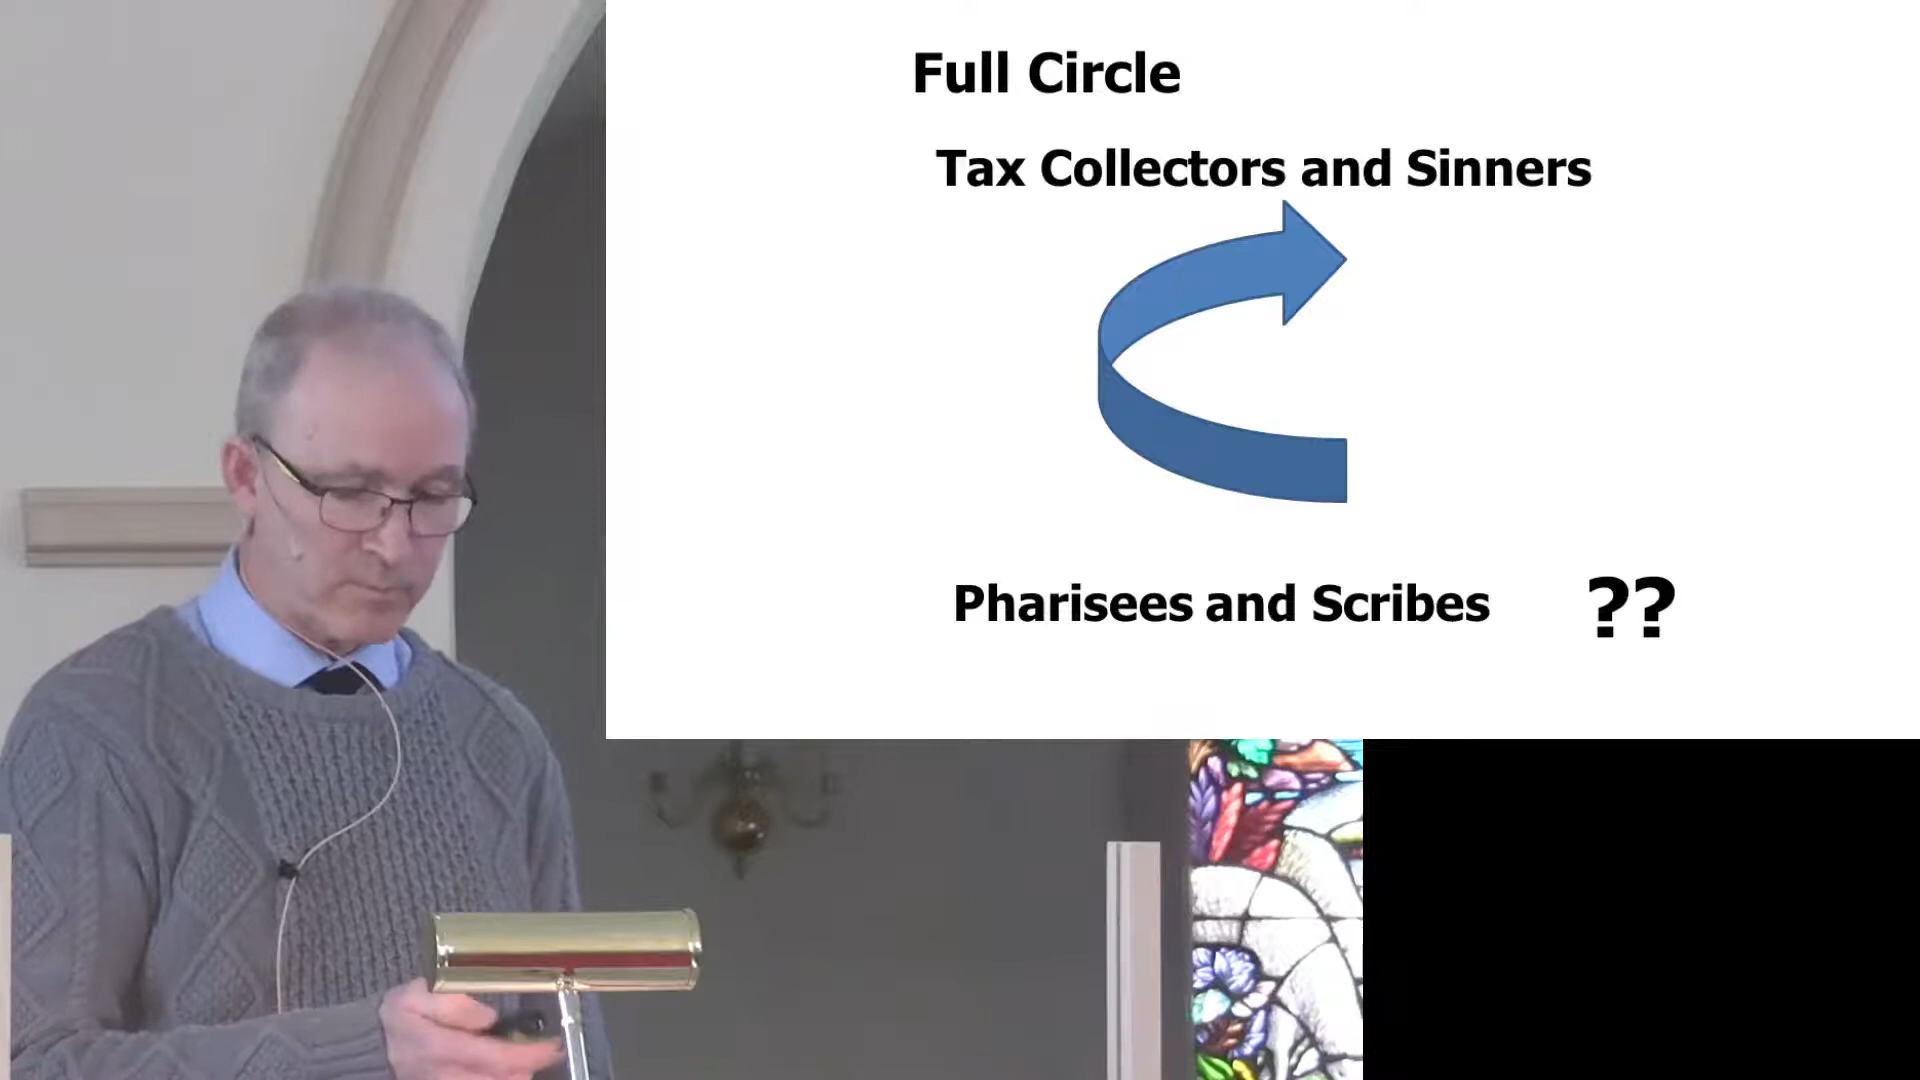 Full Circle
Tax Collectors and Sinners
Pharisees and Scribes ??